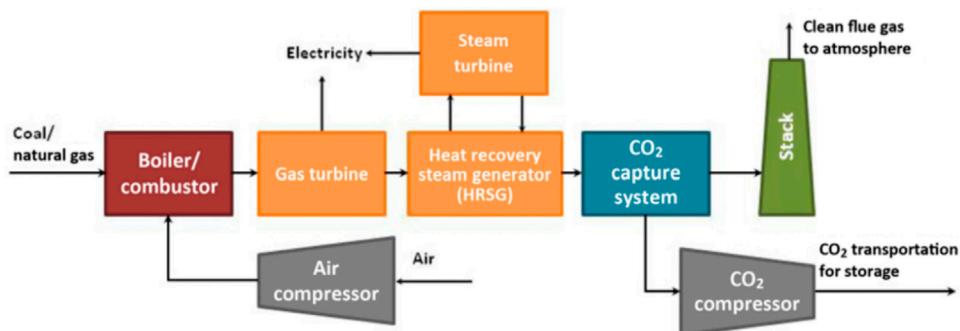 Steam
turbine
Electricity
Clean flue gas
to atmosphere
Coal/
natural gas
Boiler/
combustor
Gas turbine
Heat recovery
steam generator
(HRSG)
CO₂
capture
system
Stack
Air
compressor
Air
CO₂
compressor
CO₂ transportation
for storage